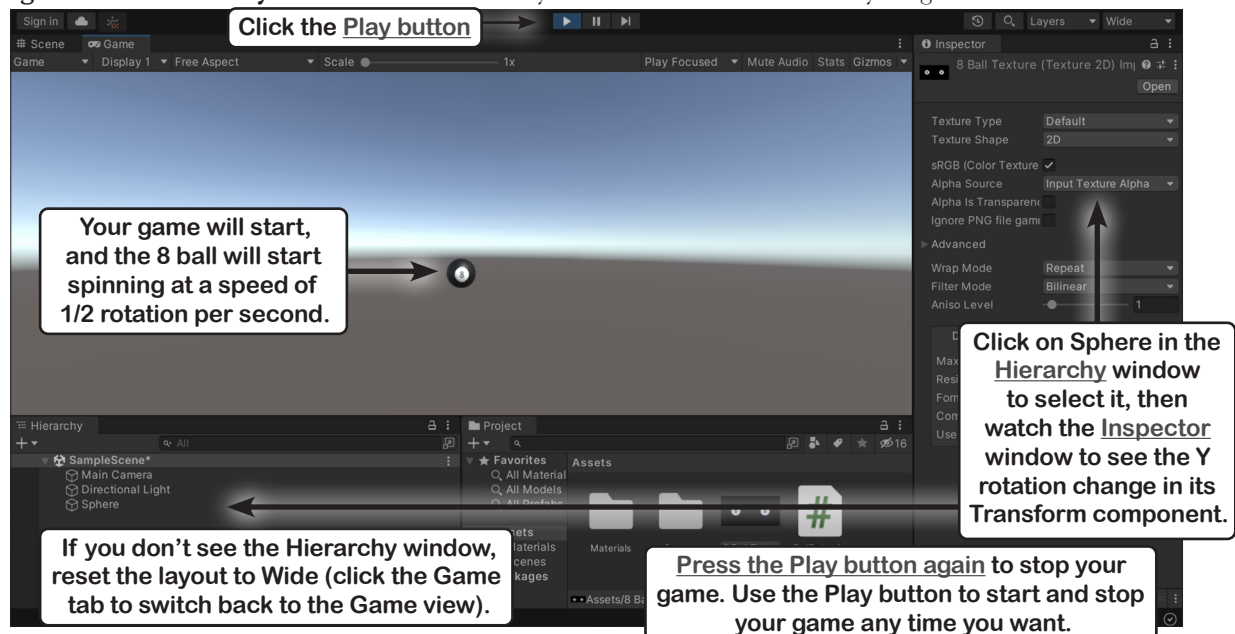 Click the Play button
Sign in
Layers
Wide
Scene
Game
Inspector
Game
Display 1
Free Aspect
Scale
1x
Play Focused
Mute Audio
Stats
Gizmos
8 Ball Texture (Texture 2D) Im
Open
Texture Type
Default
Texture Shape
2D
sRGB (Color Texture
Alpha Source
Input Texture Alpha
Alpha Is Transparen
Ignore PNG file gam
Advanced
Wrap Mode
Repeat
Filter Mode
Bilinear
Aniso Level
1
Your game will start,
and the 8 ball will start
spinning at a speed of
1/2 rotation per second.
8
Click on Sphere in the
Hierarchy window
to select it, then
watch the Inspector
window to see the Y
rotation change in its
Transform component.
Hierarchy
All
SampleScene*
Main Camera
Directional Light
Sphere
Project
16
Favorites
All Material
All Models
All Prefabs
Assets
Materials
#
If you don't see the Hierarchy window,
reset the layout to Wide (click the Game
tab to switch back to the Game view).
Press the Play button again to stop your
game. Use the Play button to start and stop
your game any time you want.
Assets/8 Ba